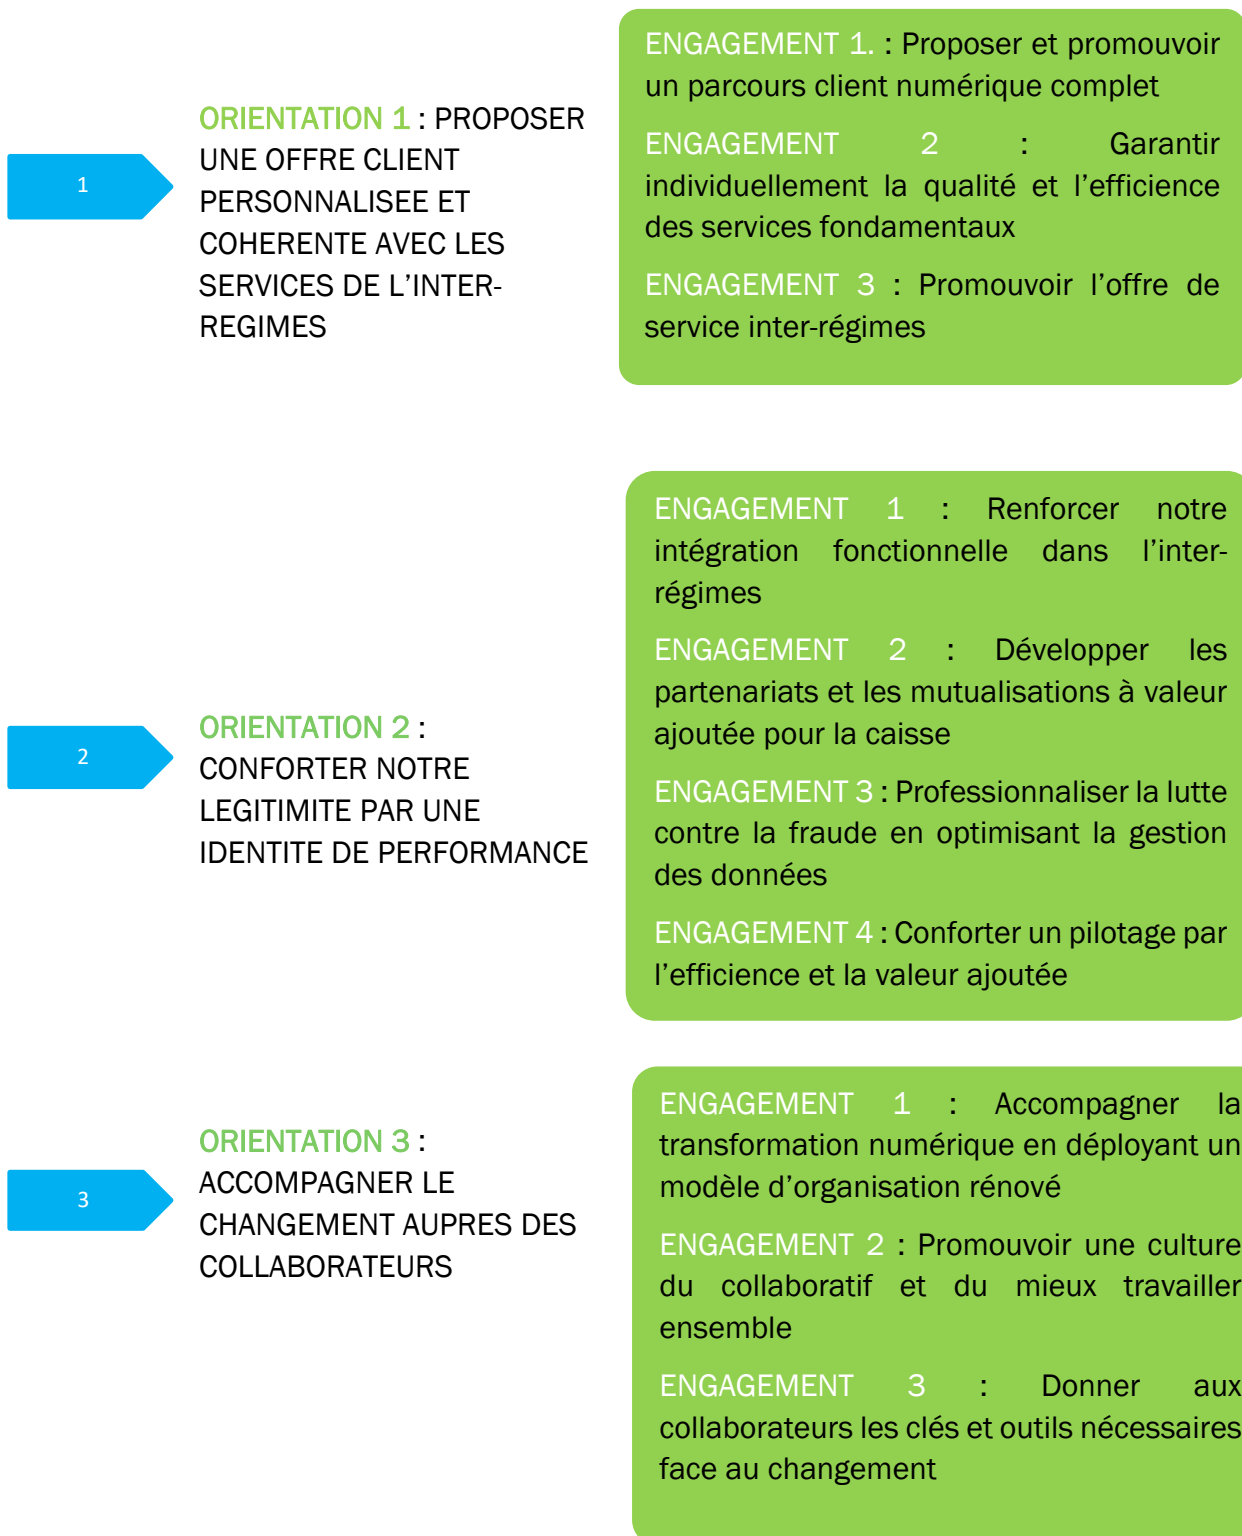 1
ORIENTATION 1 : PROPOSER
UNE OFFRE CLIENT
PERSONNALISEE ET
COHERENTE AVEC LES
SERVICES DE L’INTER-
REGIMES
ENGAGEMENT 1. : Proposer et promouvoir
un parcours client numérique complet
ENGAGEMENT 2 : Garantir
individuellement la qualité et l’efficience
des services fondamentaux
ENGAGEMENT 3 : Promouvoir l’offre de
service inter-régimes
2
ORIENTATION 2 :
CONFORTER NOTRE
LEGITIMITE PAR UNE
IDENTITE DE PERFORMANCE
ENGAGEMENT 1 : Renforcer notre
intégration fonctionnelle dans l’inter-
régimes
ENGAGEMENT 2 : Développer les
partenariats et les mutualisations à valeur
ajoutée pour la caisse
ENGAGEMENT 3 : Professionnaliser la lutte
contre la fraude en optimisant la gestion
des données
ENGAGEMENT 4 : Conforter un pilotage par
l’efficience et la valeur ajoutée
3
ORIENTATION 3 :
ACCOMPAGNER LE
CHANGEMENT AUPRES DES
COLLABORATEURS
ENGAGEMENT 1 : Accompagner la
transformation numérique en déployant un
modèle d’organisation rénové
ENGAGEMENT 2 : Promouvoir une culture
du collaboratif et du mieux travailler
ensemble
ENGAGEMENT 3 : Donner aux
collaborateurs les clés et outils nécessaires
face au changement